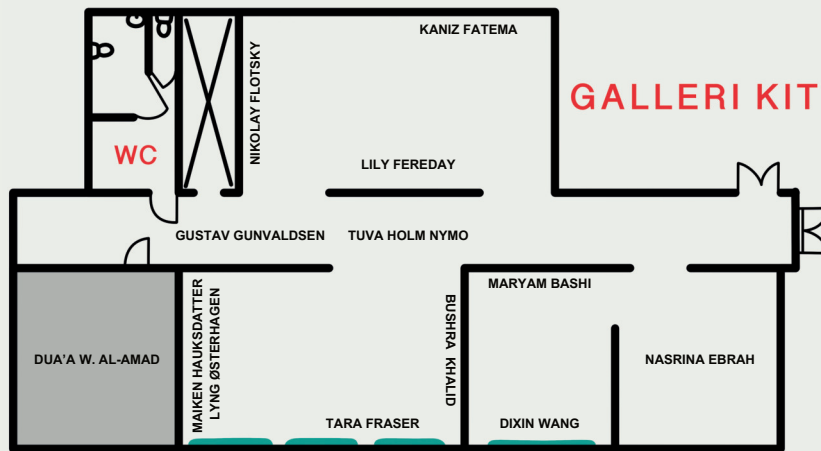 KANIZ FATEMA
NIKOLAY FLOTSKY
GALLERI KIT
WC
LILY FEREDAY
GUSTAV GUNVALDSEN
TUVA HOLM NYMO
MARYAM BASHI
MAIKEN HAUKSDATTER
LYNG ØSTERHAGEN
BUSHRA KHALID
DUA'A W. AL-AMAD
NASRINA EBRAH
TARA FRASER
DIXIN WANG